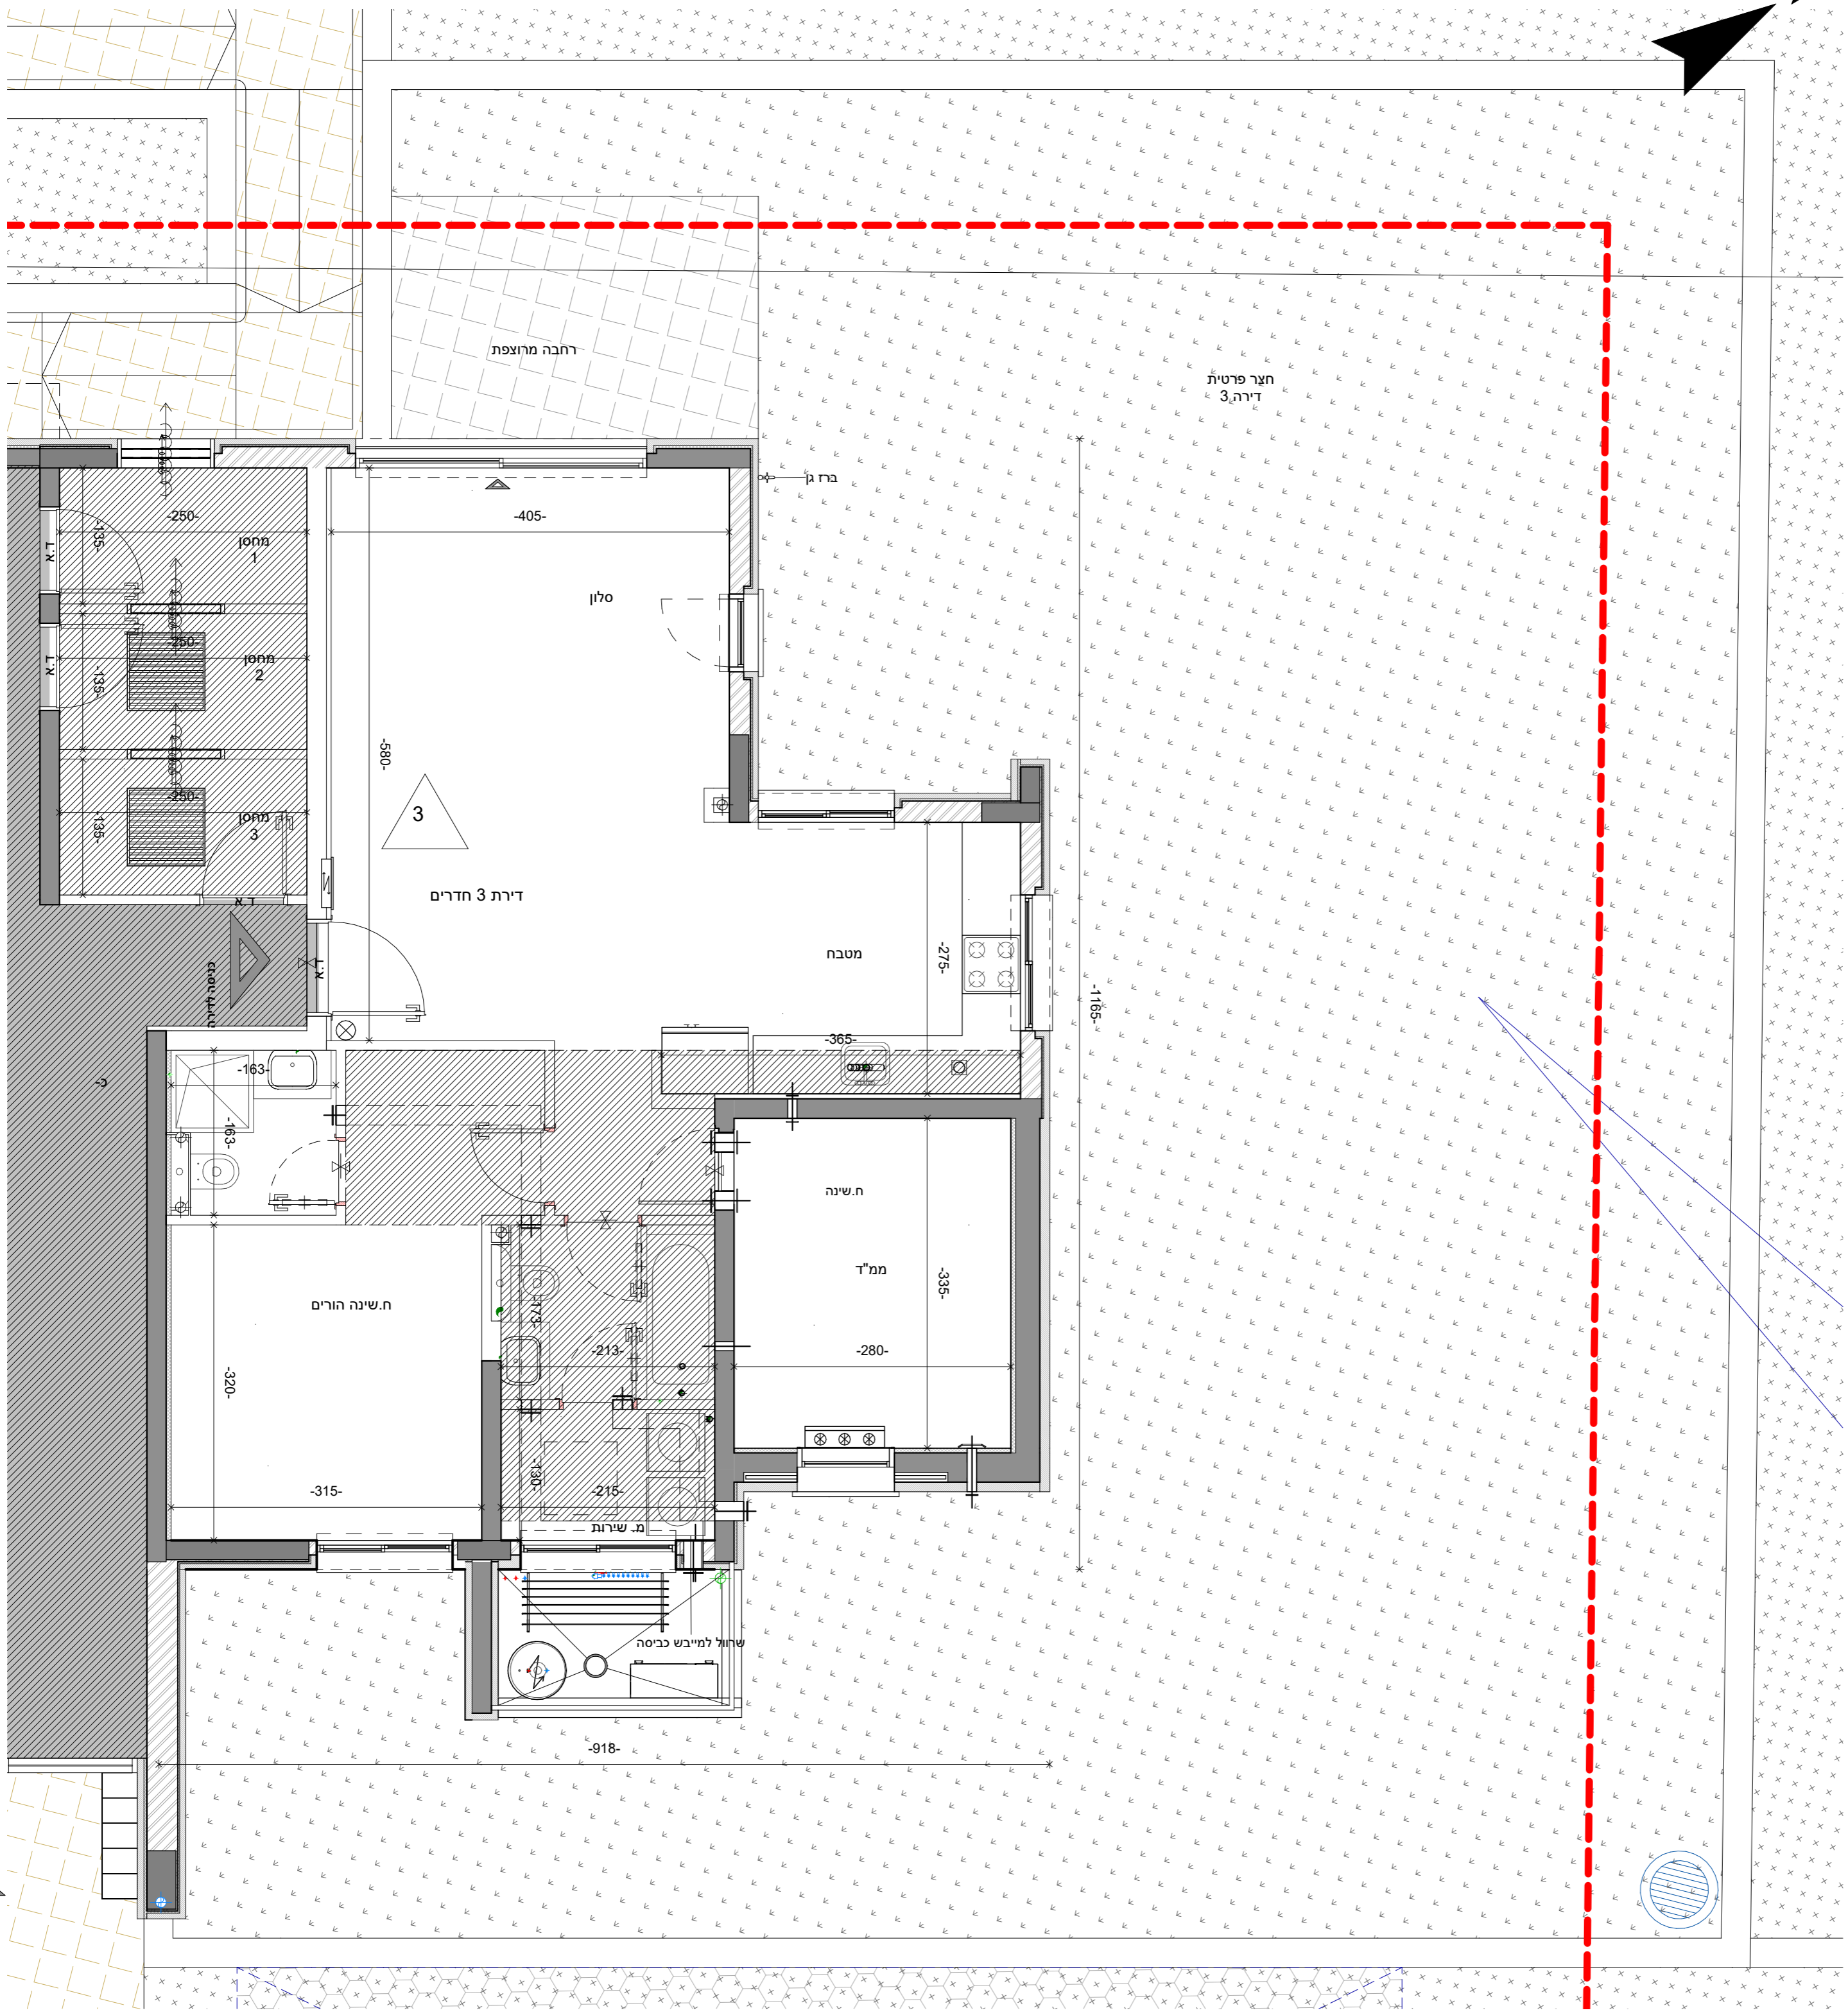 רחבה מרוצפת
חצר פרטית
דירה 3
ברז גן
-250-
-135-
מחסן
1
ד.א
-405-
סלון
-250-
-135-
מחסן
2
ד.א
-580-
-250-
-135-
מחסן
3
ד.א
3
דירת 3 חדרים
כניסה לדירה
ד.א
מטבח
-275-
-1165-
-365-
-163-
-163-
כ-
ח.שינה
ממ"ד
-335-
-280-
ח.שינה הורים
-320-
-315-
-173-
-213-
-130-
-215-
מ. שירות
שרוול למייבש כביסה
-918-